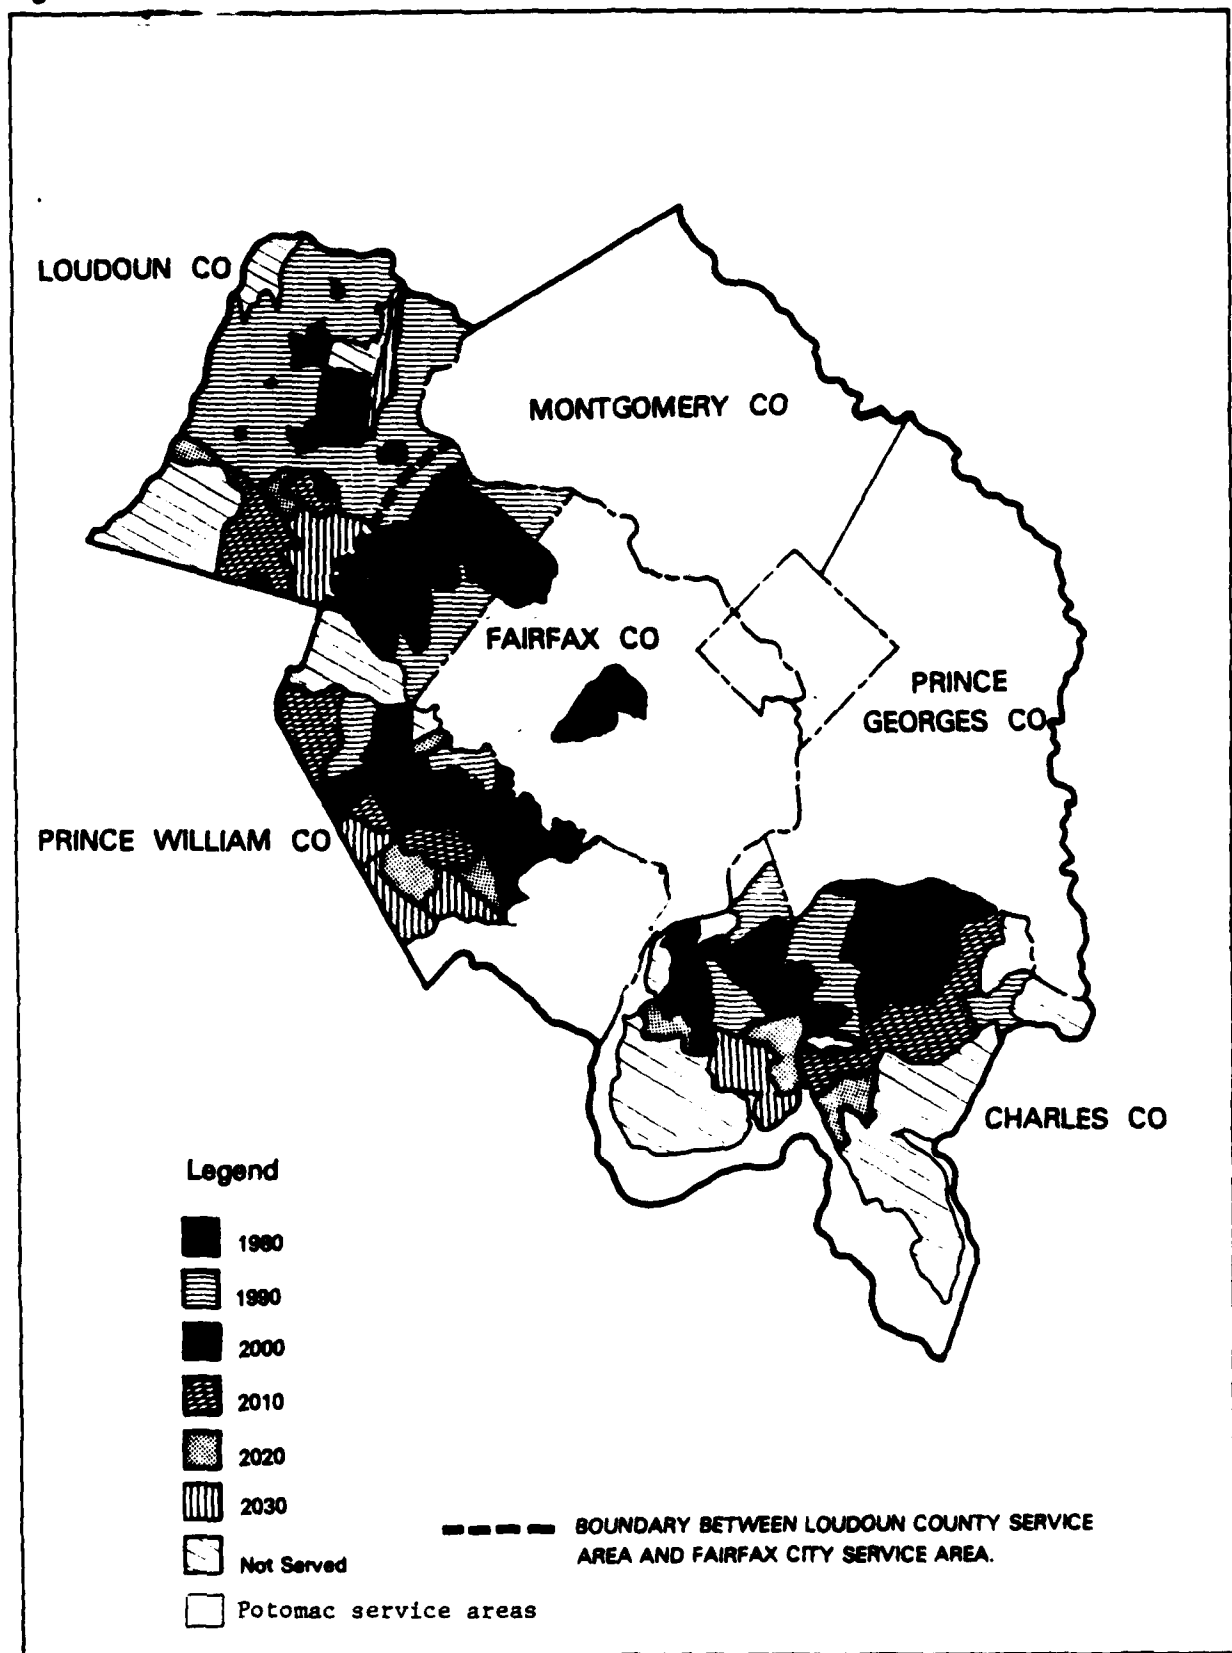 LOUDOUN CO
MONTGOMERY CO
FAIRFAX CO
PRINCE
GEORGES CO
PRINCE WILLIAM CO
CHARLES CO
Legend
1980
1990
2000
2010
2020
2030
Not Served
Potomac service areas
BOUNDARY BETWEEN LOUDOUN COUNTY SERVICE
AREA AND FAIRFAX CITY SERVICE AREA.